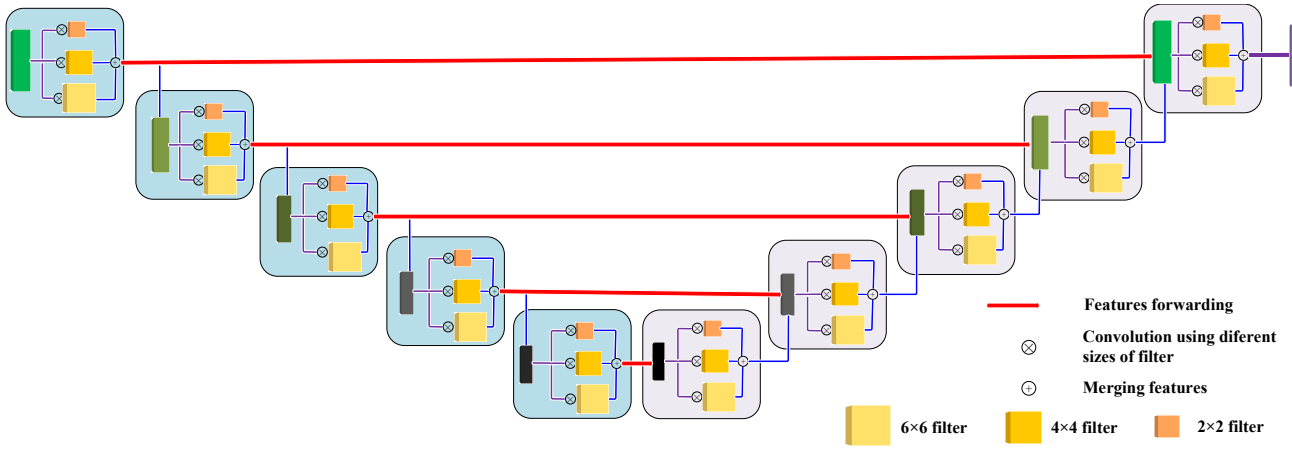 Features forwarding
Convolution using diferent
sizes of filter
Merging features
6×6 filter
4×4 filter
2×2 filter